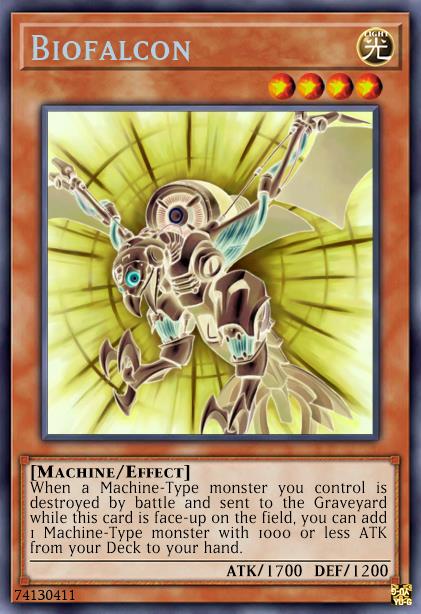 Biofalcon
LIGHT
光
[Machine/Effect]
When a Machine-Type monster you control is
destroyed by battle and sent to the Graveyard
while this card is face-up on the field, you can add
1 Machine-Type monster with 1000 or less ATK
from your Deck to your hand.
ATK/1700 DEF/1200
74130411